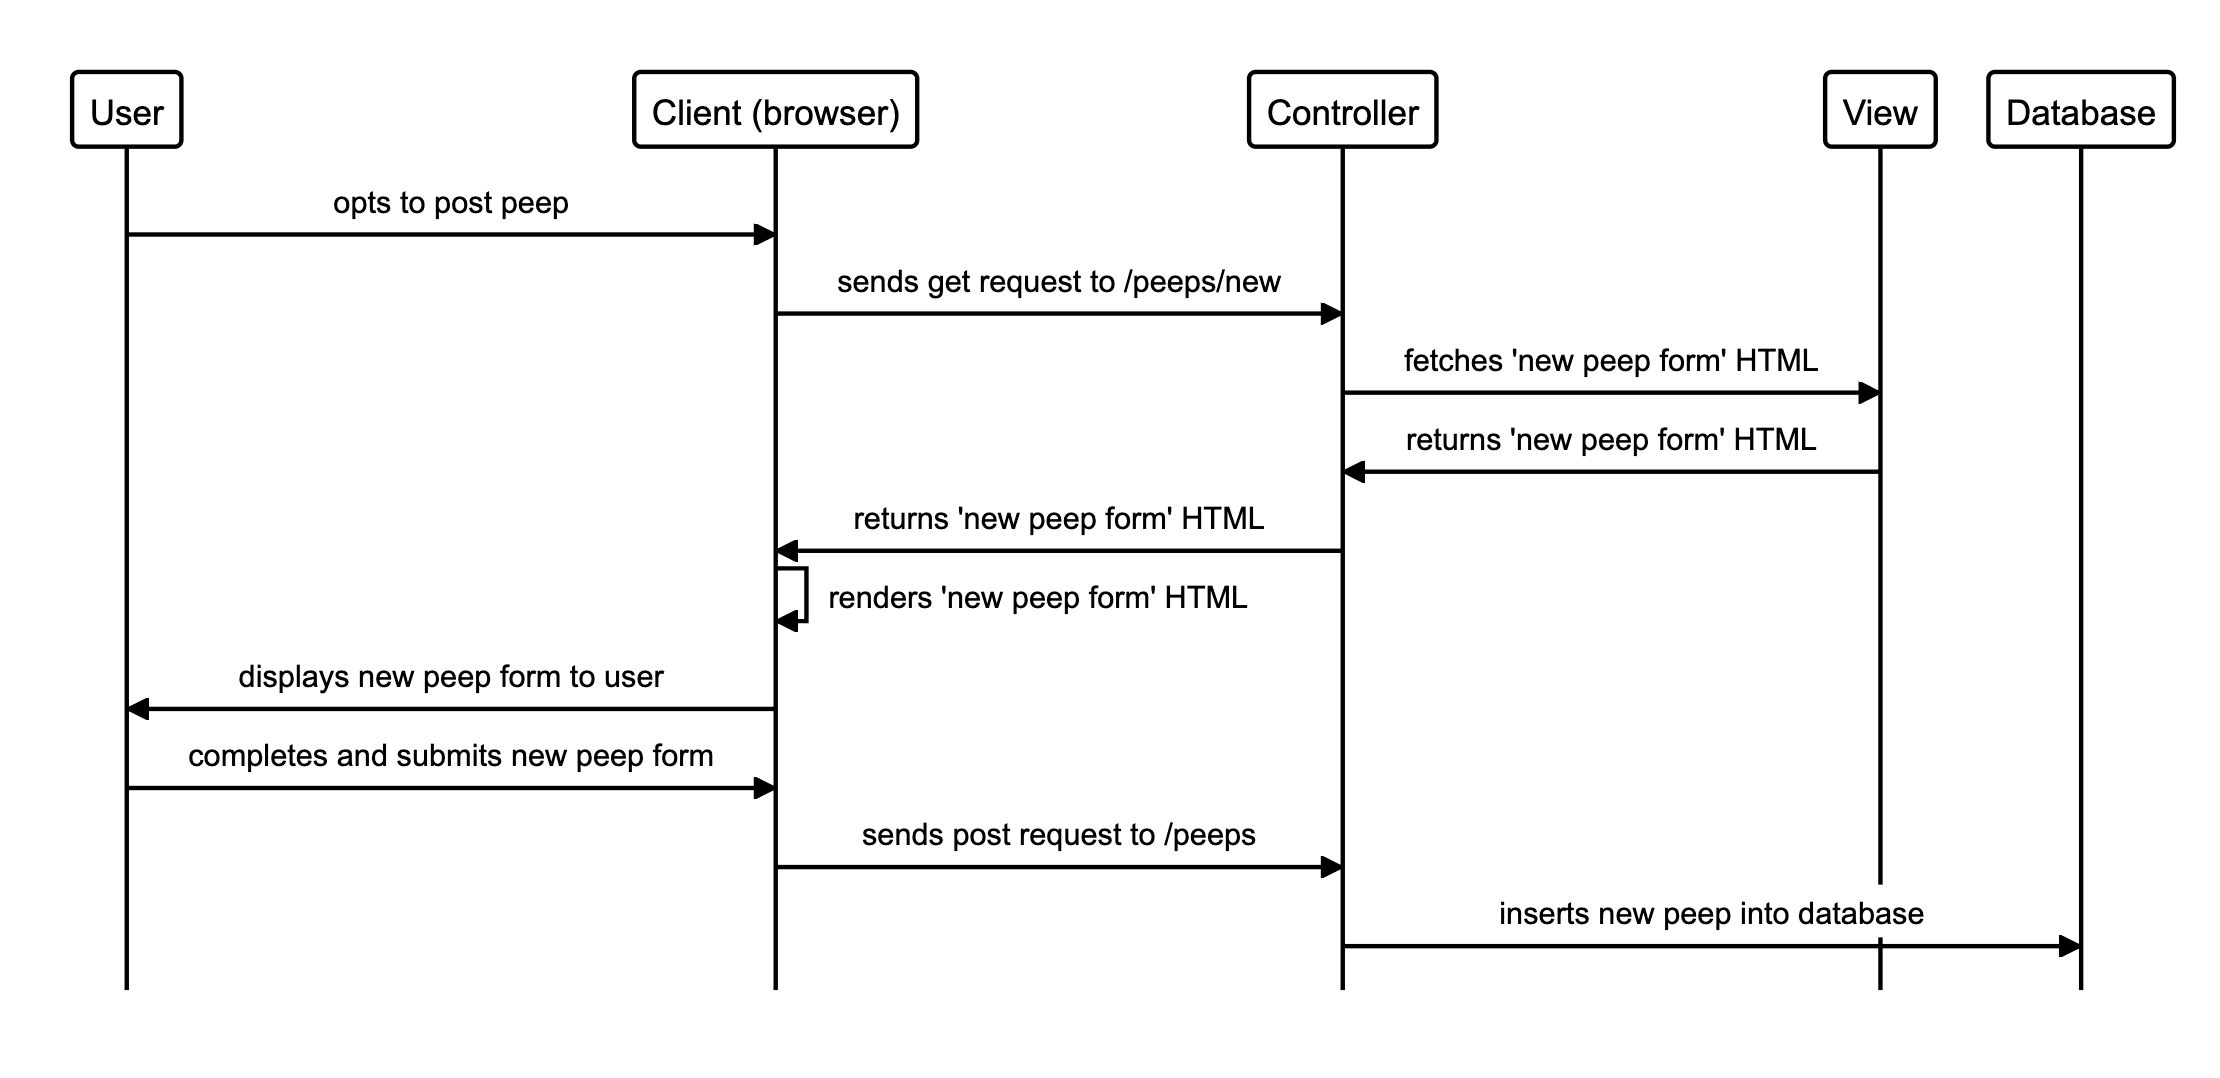 User
Client (browser)
Controller
View
Database
opts to post peep
sends get request to /peeps/new
fetches 'new peep form' HTML
returns 'new peep form' HTML
returns 'new peep form' HTML
renders 'new peep form' HTML
displays new peep form to user
completes and submits new peep form
sends post request to /peeps
inserts new peep into database